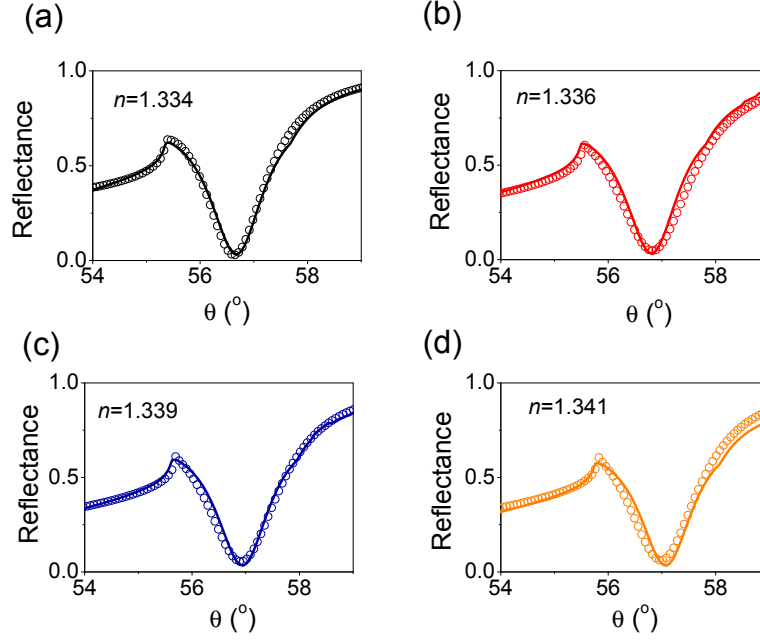 (a)
n=1.334
Reflectance
1.0
0.5
0.0
54
56
58
θ (o)
(b)
n=1.336
Reflectance
1.0
0.5
0.0
54
56
58
θ (o)
(c)
n=1.339
Reflectance
1.0
0.5
0.0
54
56
58
θ (o)
(d)
n=1.341
Reflectance
1.0
0.5
0.0
54
56
58
θ (o)